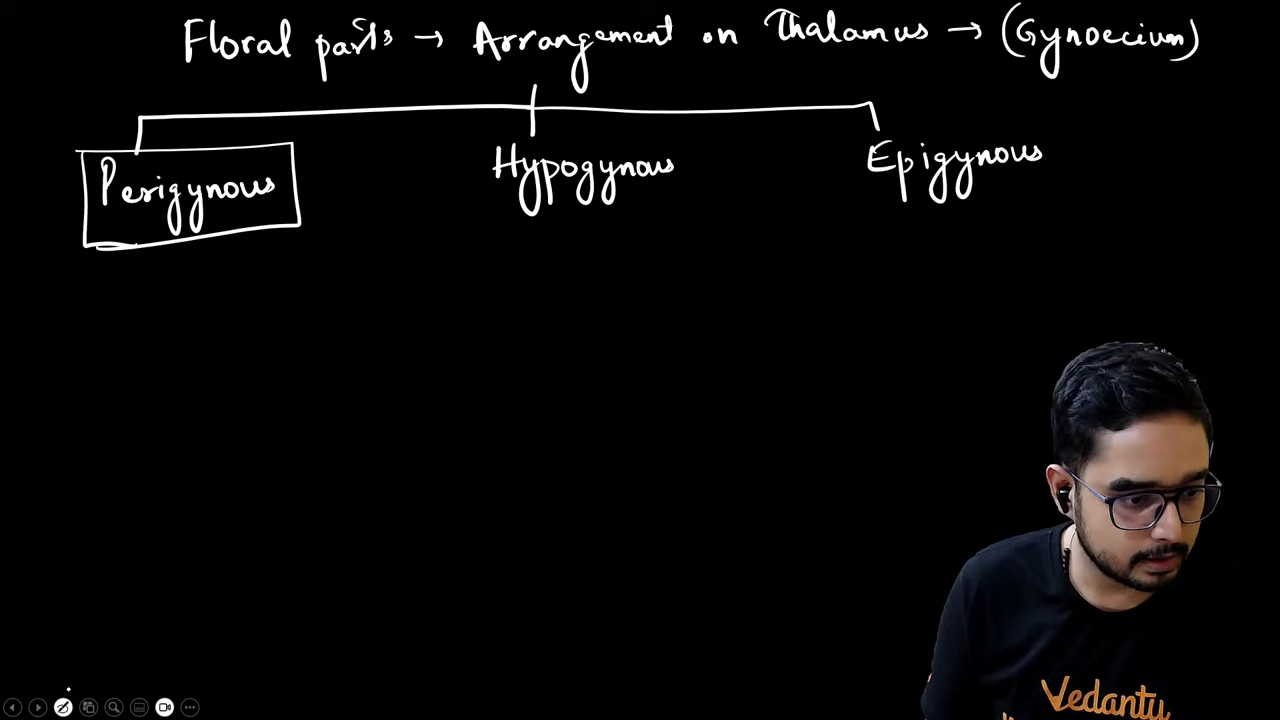 Floral parts → Arrangement on Thalamus → (Gynoecium)
Perigynous Hypogynous Epigynous
Vedantu